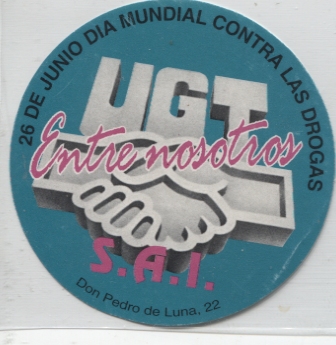 26 DE JUNIO DIA MUNDIAL CONTRA LAS DROGAS
UGT
Entre nosotros
S.A.I.
Don Pedro de Luna, 22